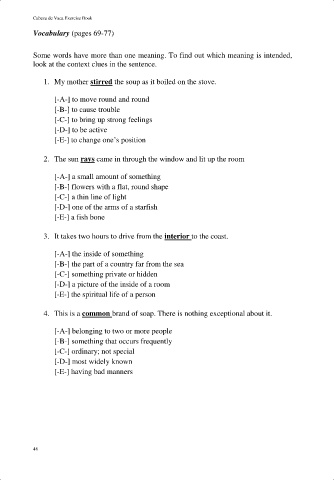 Cabeza de Vaca Exercise Book
Vocabulary (pages 69-77)
Some words have more than one meaning. To find out which meaning is intended,
look at the context clues in the sentence.
1. My mother stirred the soup as it boiled on the stove.
[-A-] to move round and round
[-B-] to cause trouble
[-C-] to bring up strong feelings
[-D-] to be active
[-E-] to change one's position
2. The sun rays came in through the window and lit up the room
[-A-] a small amount of something
[-B-] flowers with a flat, round shape
[-C-] a thin line of light
[-D-] one of the arms of a starfish
[-E-] a fish bone
3. It takes two hours to drive from the interior to the coast.
[-A-] the inside of something
[-B-] the part of a country far from the sea
[-C-] something private or hidden
[-D-] a picture of the inside of a room
[-E-] the spiritual life of a person
4. This is a common brand of soap. There is nothing exceptional about it.
[-A-] belonging to two or more people
[-B-] something that occurs frequently
[-C-] ordinary; not special
[-D-] most widely known
[-E-] having bad manners